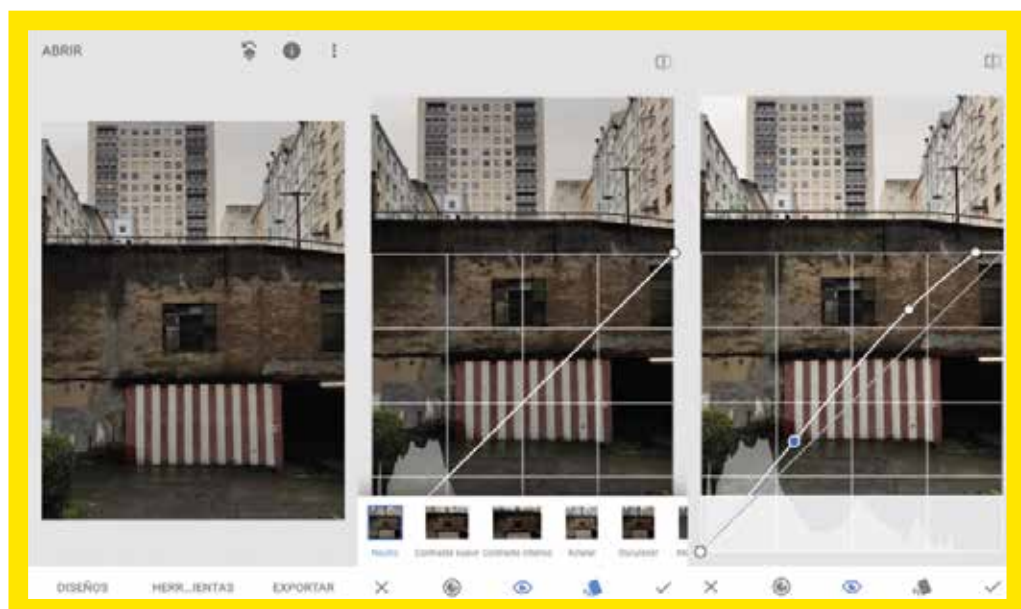 ABRIR
Neutro Contraste suave Contraste intenso Aclarar Oscurecer
DISEÑOS HERR...IENTAS EXPORTAR